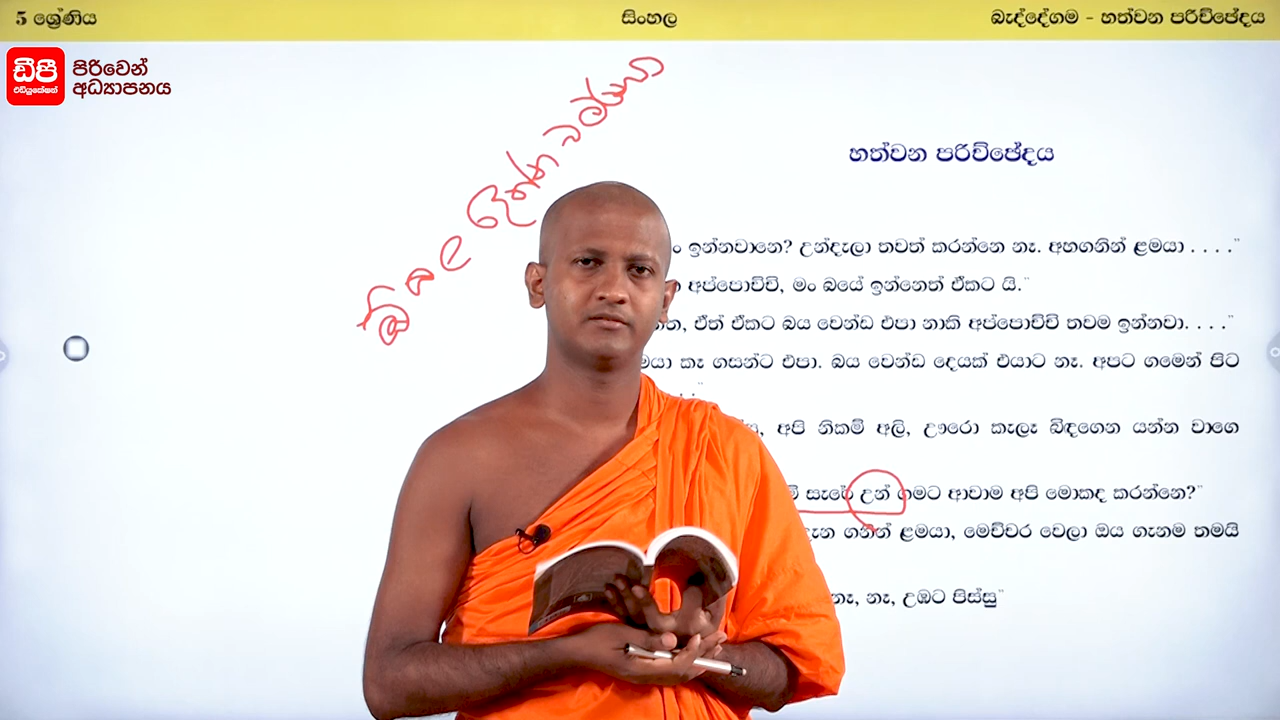 5 ශ්‍රේණිය
සිංහල
බැද්දේගම - හත්වන පරිච්ඡේදය
ඩීපී
එඩියුකේෂන්
පිරිවෙන්
අධ්‍යාපනය
හත්වන පරිච්ඡේදය
ඉන්නවානෙ? උන්දැලා තවත් කරන්නෙ නෑ. අහගනින් ළමයා . . . ."
අප්පොච්චි, මං බයේ ඉන්නෙත් ඒකට යි."
ඒත් ඒකට බය වෙන්ඩ එපා නාකි අප්පොච්චි තවම ඉන්නවා. . . ."
කෑ ගසන්ට එපා. බය වෙන්ඩ දෙයක් එයාට නෑ. අපට ගමෙන් පිට
අපි නිකම් අලි, ඌරො කැලෑ බිඳගෙන යන්න වාගෙ
සැරේ උන් ගමට ආවාම අපි මොකද කරන්නෙ?"
ගනින් ළමයා, මෙච්චර වෙලා ඔය ගැනම තමයි
නෑ, නෑ, උඹට පිස්සු"